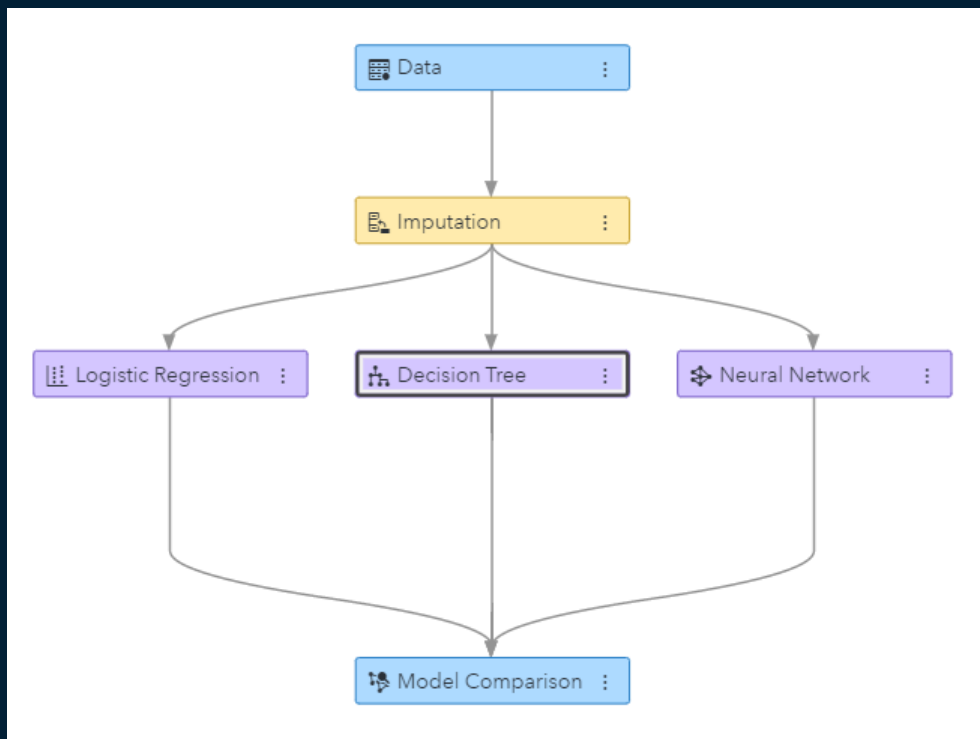 Data
Imputation
Logistic Regression
Decision Tree
Neural Network
Model Comparison